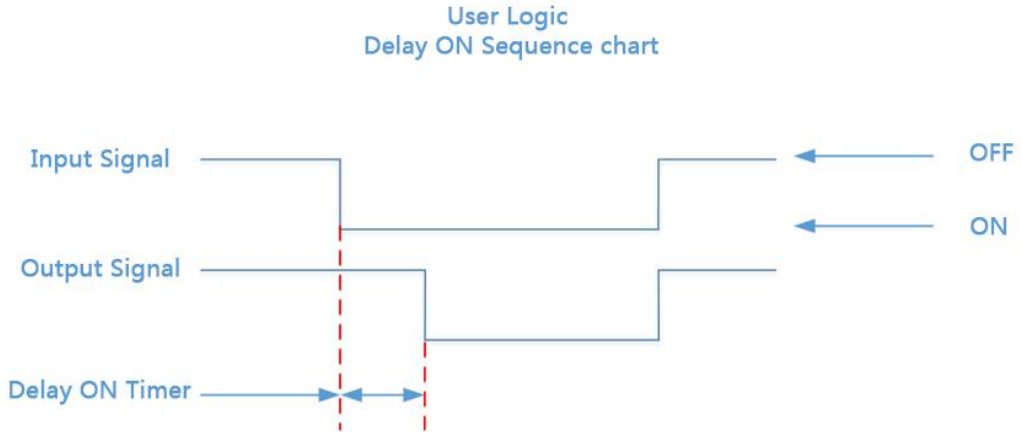 User Logic
Delay ON Sequence chart
Input Signal
OFF
ON
Output Signal
Delay ON Timer